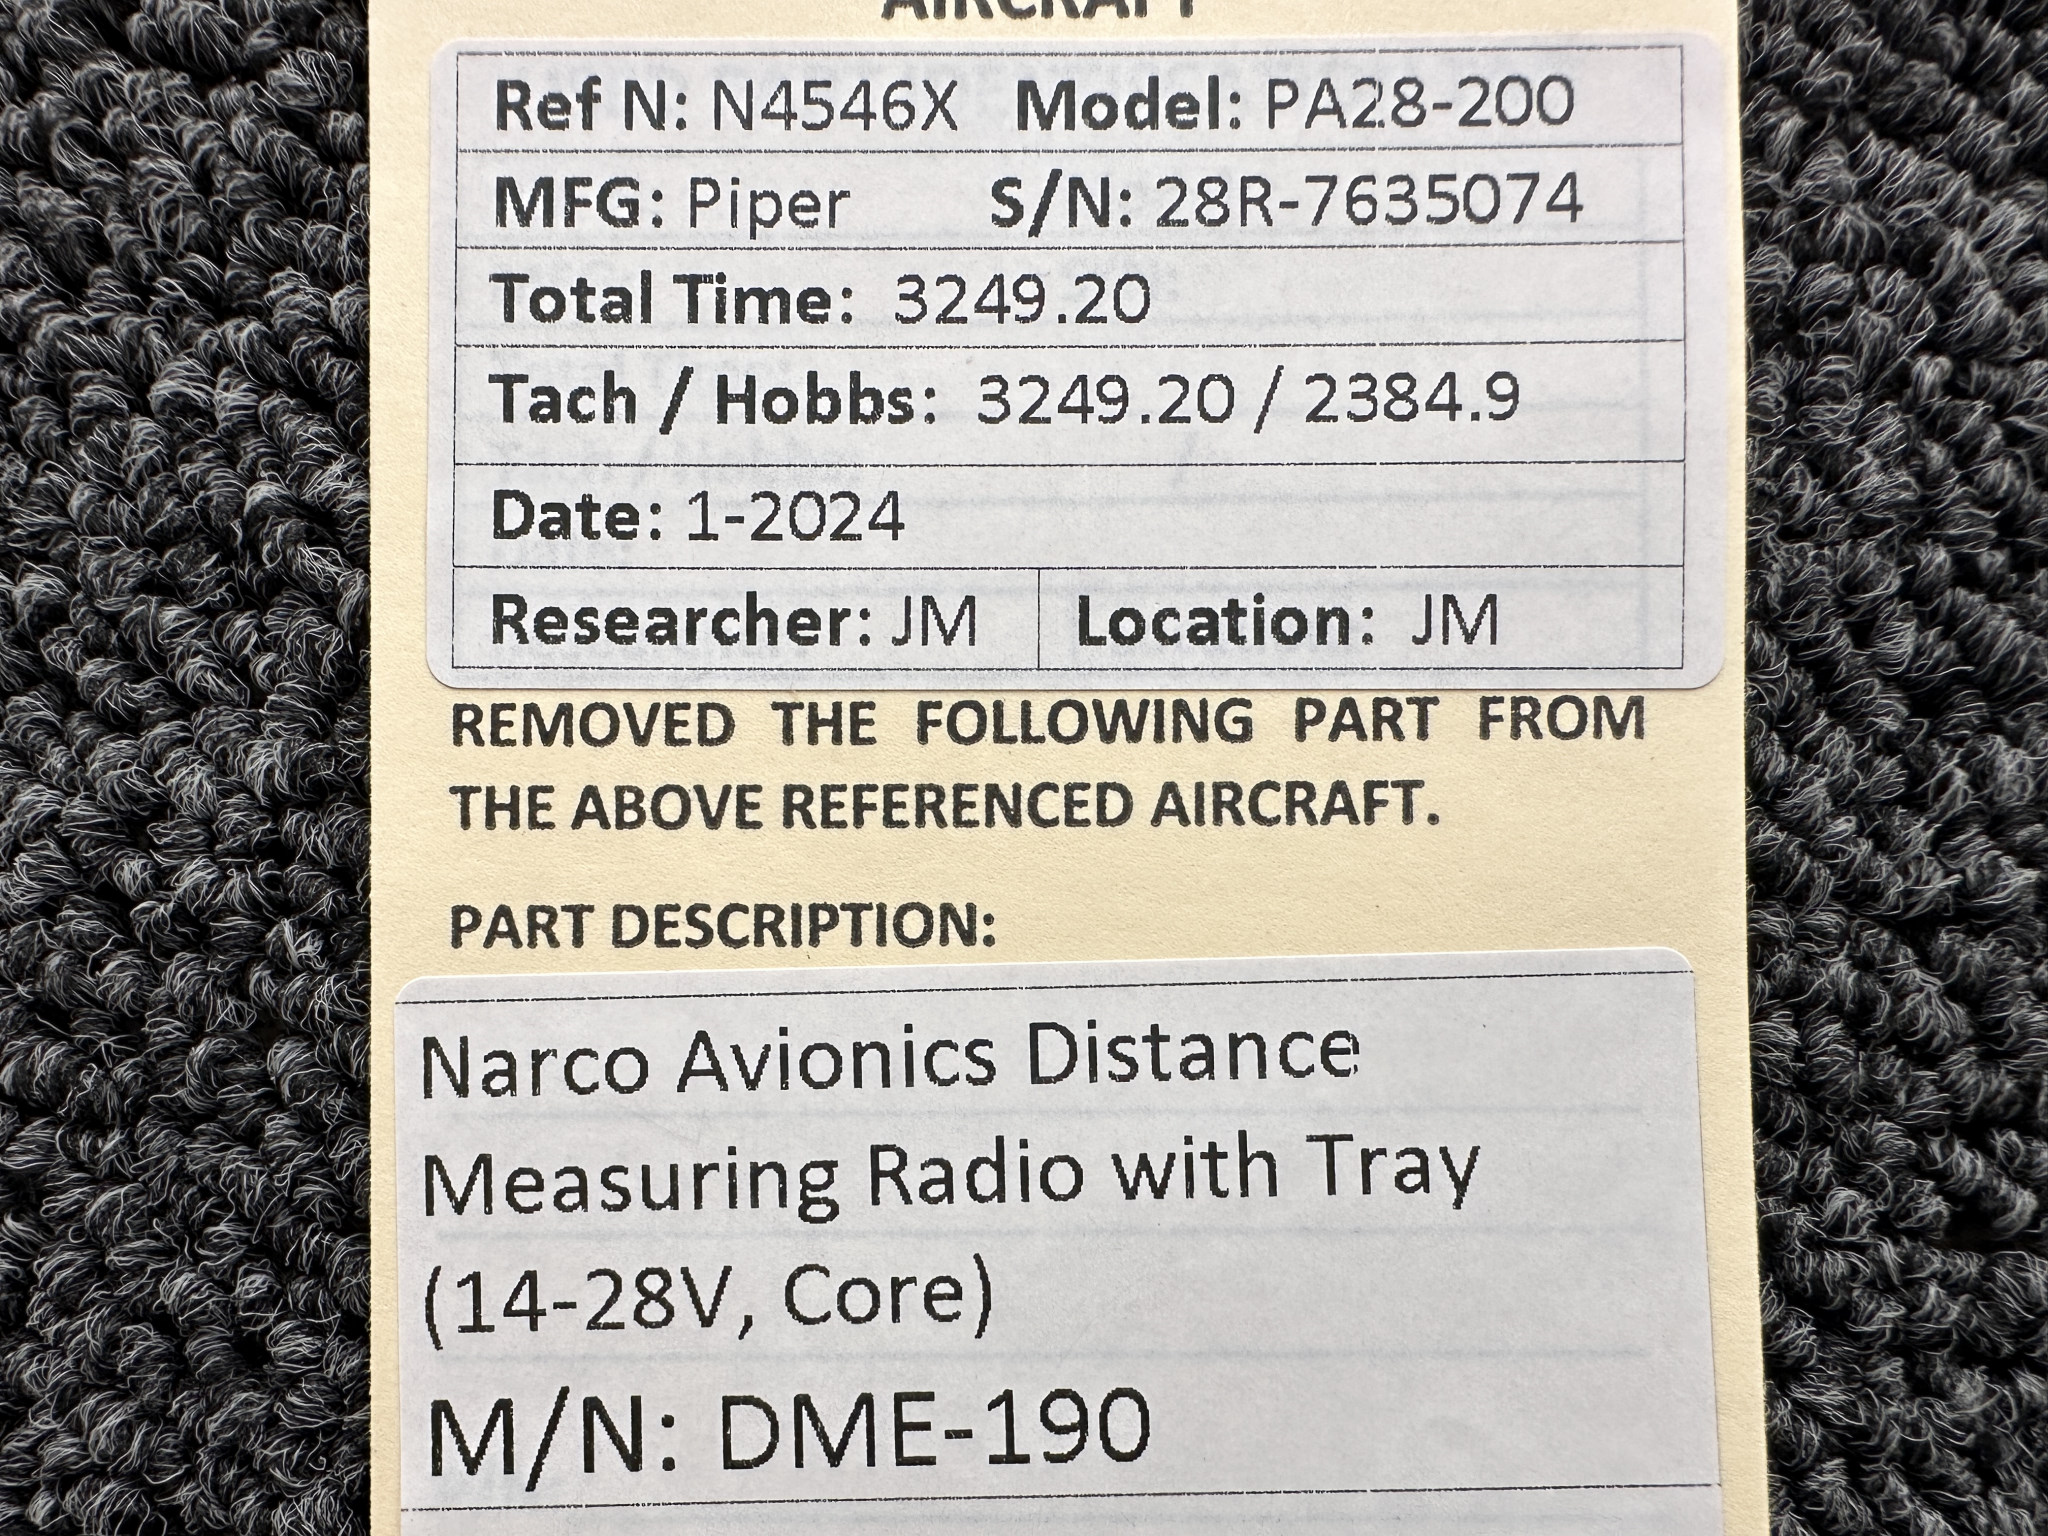 AIRCRAFT
Ref N: N4546X Model: PA28-200
MFG: Piper S/N: 28R-7635074
Total Time: 3249.20
Tach / Hobbs: 3249.20 / 2384.9
Date: 1-2024
Researcher: JM Location: JM
REMOVED THE FOLLOWING PART FROM
THE ABOVE REFERENCED AIRCRAFT.
PART DESCRIPTION:
Narco Avionics Distance
Measuring Radio with Tray
(14-28V, Core)
M/N: DME-190